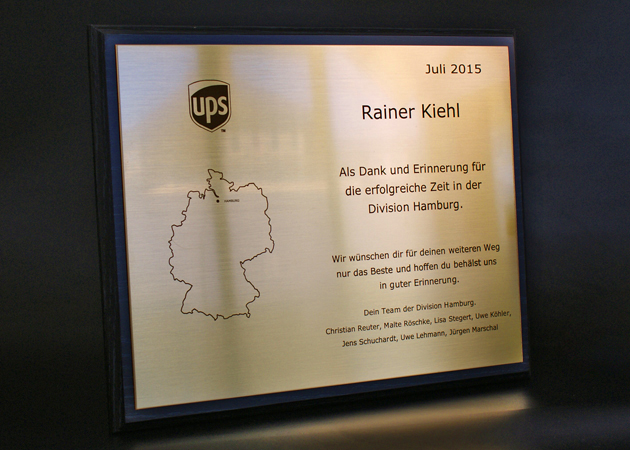 Juli 2015
ups
TM
Rainer Kiehl
Als Dank und Erinnerung für
die erfolgreiche Zeit in der
Division Hamburg.
HAMBURG
Wir wünschen dir für deinen weiteren Weg
nur das Beste und hoffen du behälst uns
in guter Erinnerung.
Dein Team der Division Hamburg.
Christian Reuter, Malte Röschke, Lisa Stegert, Uwe Köhler,
Jens Schuchardt, Uwe Lehmann, Jürgen Marschal